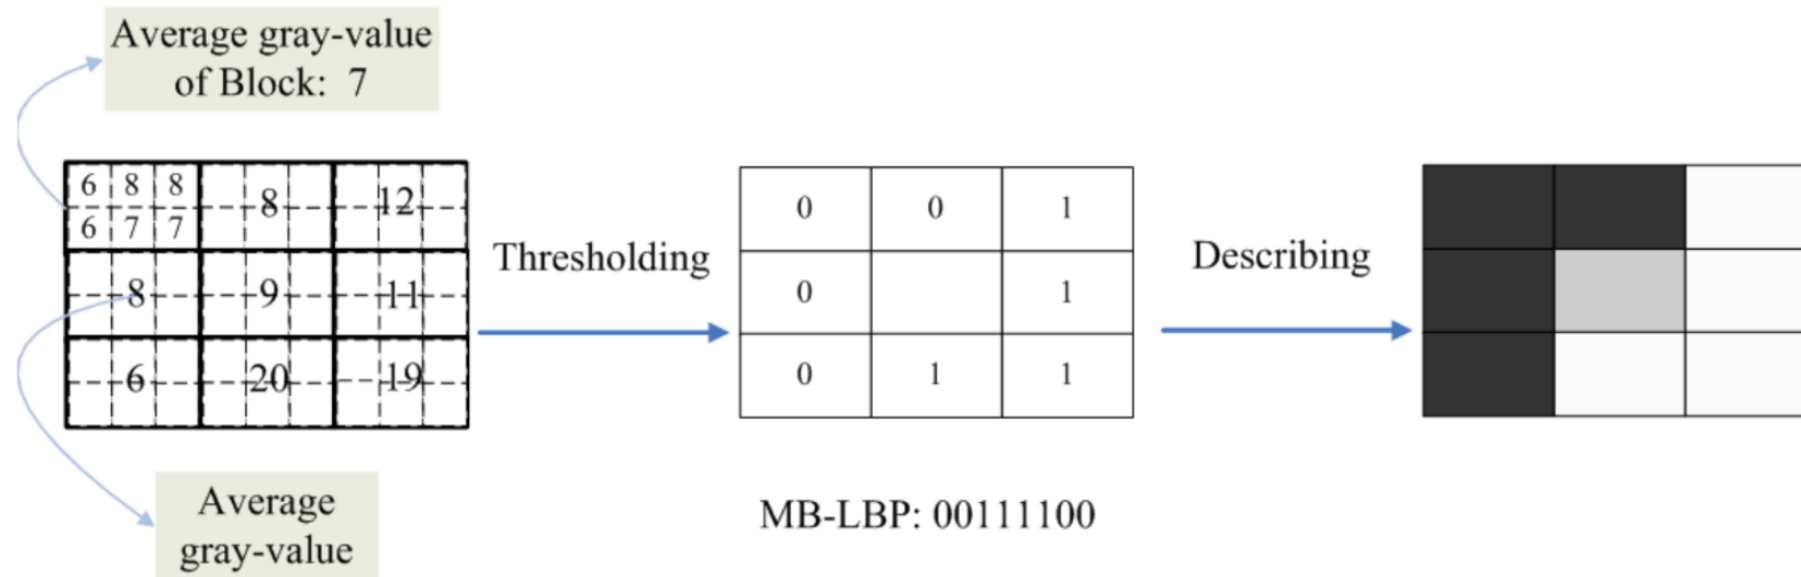 Average gray-value
of Block: 7
6 8 8
6 7 7
8
12
8
9
11
6
20
19
Thresholding
0 0 1
0 1
0 1 1
MB-LBP: 00111100
Describing
Average
gray-value